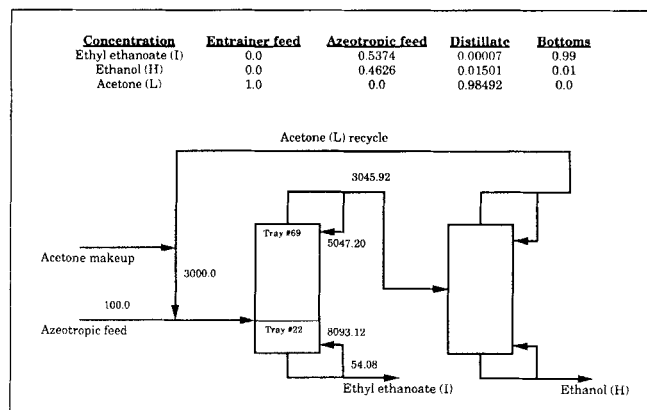 Concentration Entrainer feed Azeotropic feed Distillate Bottoms
Ethyl ethanoate (I) 0.0 0.5374 0.00007 0.99
Ethanol (H) 0.0 0.4626 0.01501 0.01
Acetone (L) 1.0 0.0 0.98492 0.0
Acetone (L) recycle
3045.92
Tray #69
5047.20
Acetone makeup
3000.0
100.0
Azeotropic feed
Tray #22
8093.12
54.08
Ethyl ethanoate (I)
Ethanol (H)